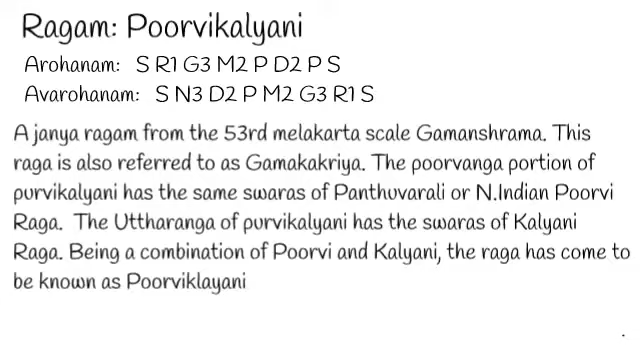 Ragam: Poorvikalyani
Arohanam: S R1 G3 M2 P D2 P S
Avarohanam: S N3 D2 P M2 G3 R1 S
A janya ragam from the 53rd melakarta scale Gamanshrama. This
raga is also referred to as Gamakakriya. The poorvanga portion of
purvikalyani has the same swaras of Panthuvarali or N.Indian Poorvi
Raga. The Uttharanga of purvikalyani has the swaras of Kalyani
Raga. Being a combination of Poorvi and Kalyani, the raga has come to
be known as Poorviklayani
.